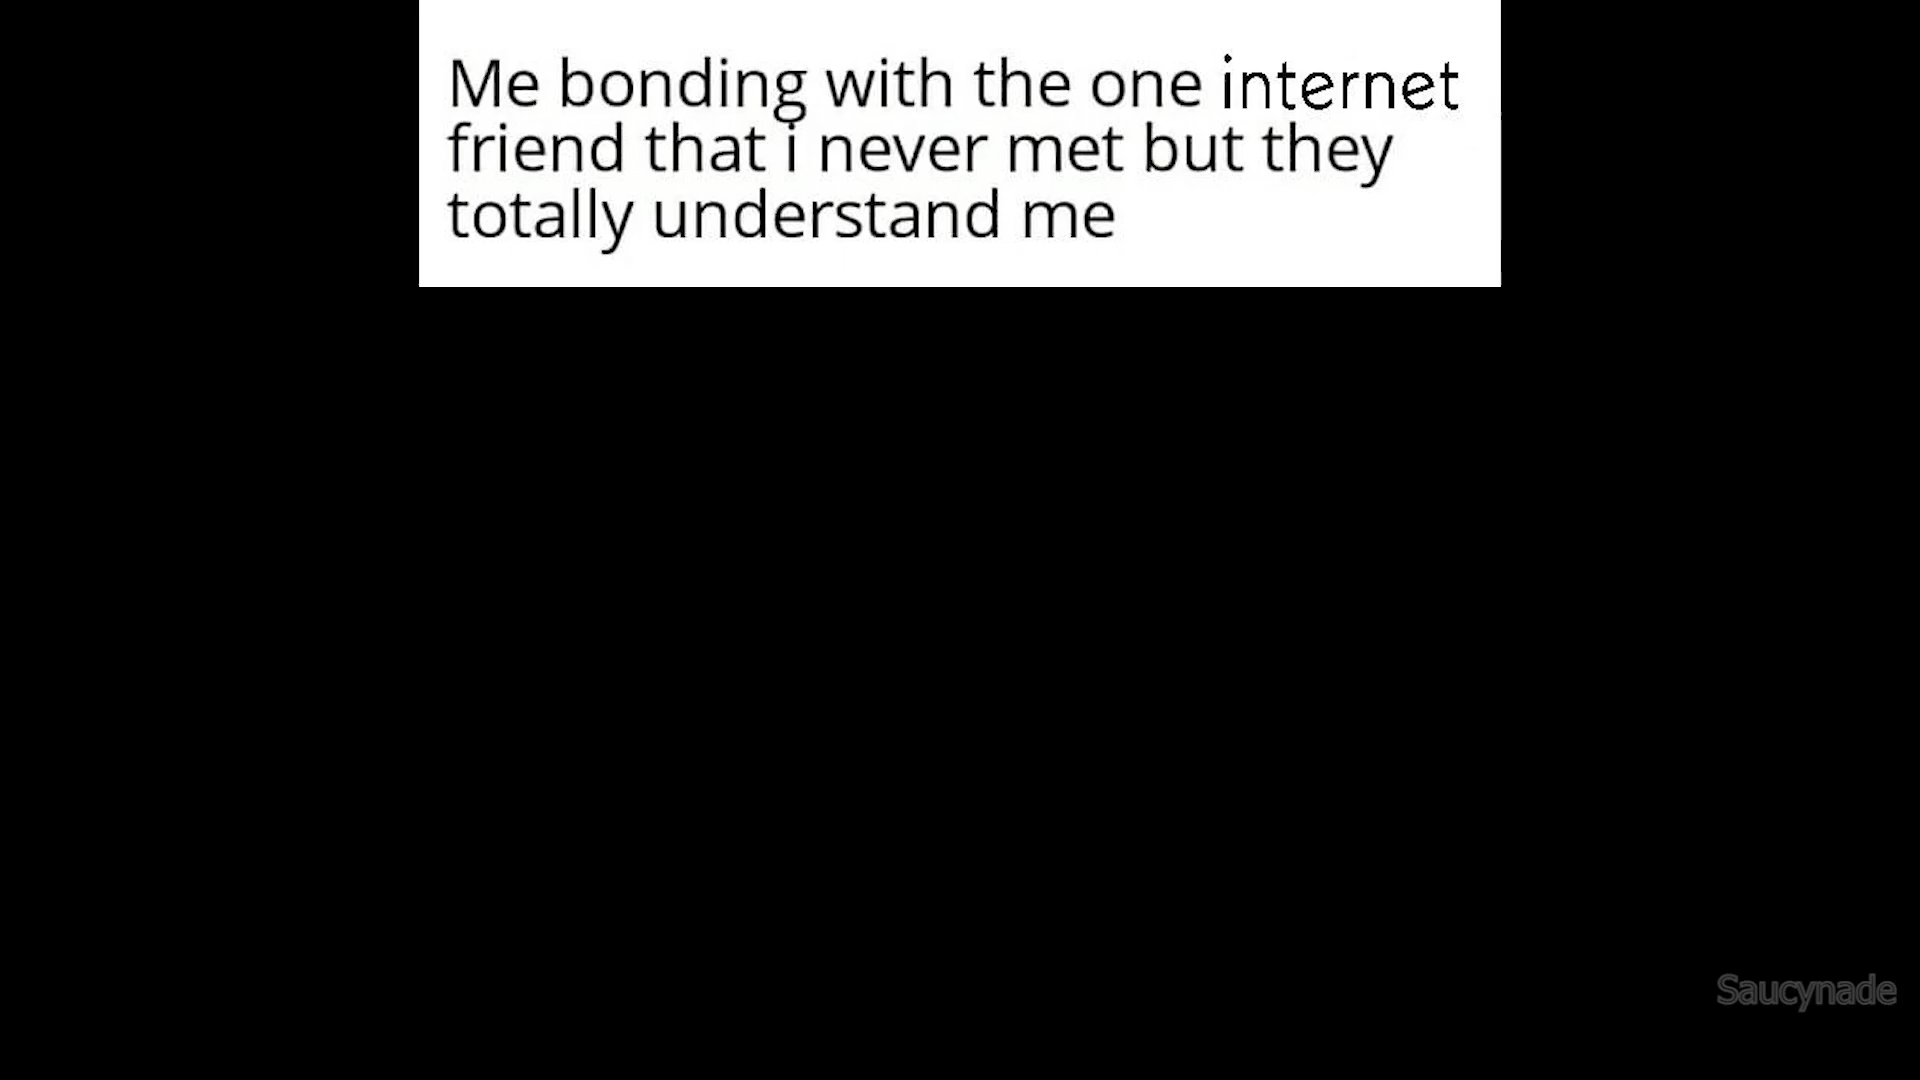 Me bonding with the one internet
friend that i never met but they
totally understand me
Saucynade